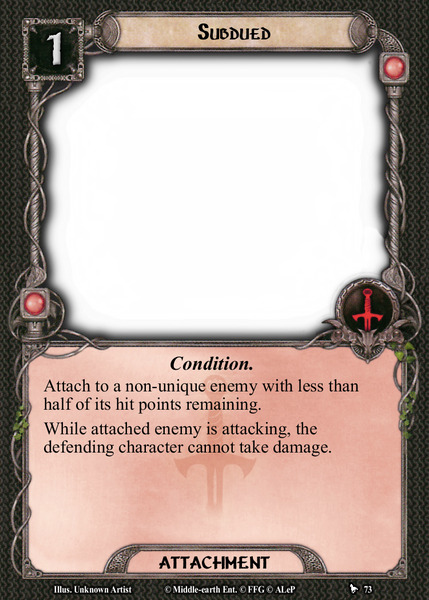 1
Subdued
Condition.
Attach to a non-unique enemy with less than
half of its hit points remaining.
While attached enemy is attacking, the
defending character cannot take damage.
ATTACHMENT
Illus. Unknown Artist © Middle-earth Ent. © FFG © ALeP 73